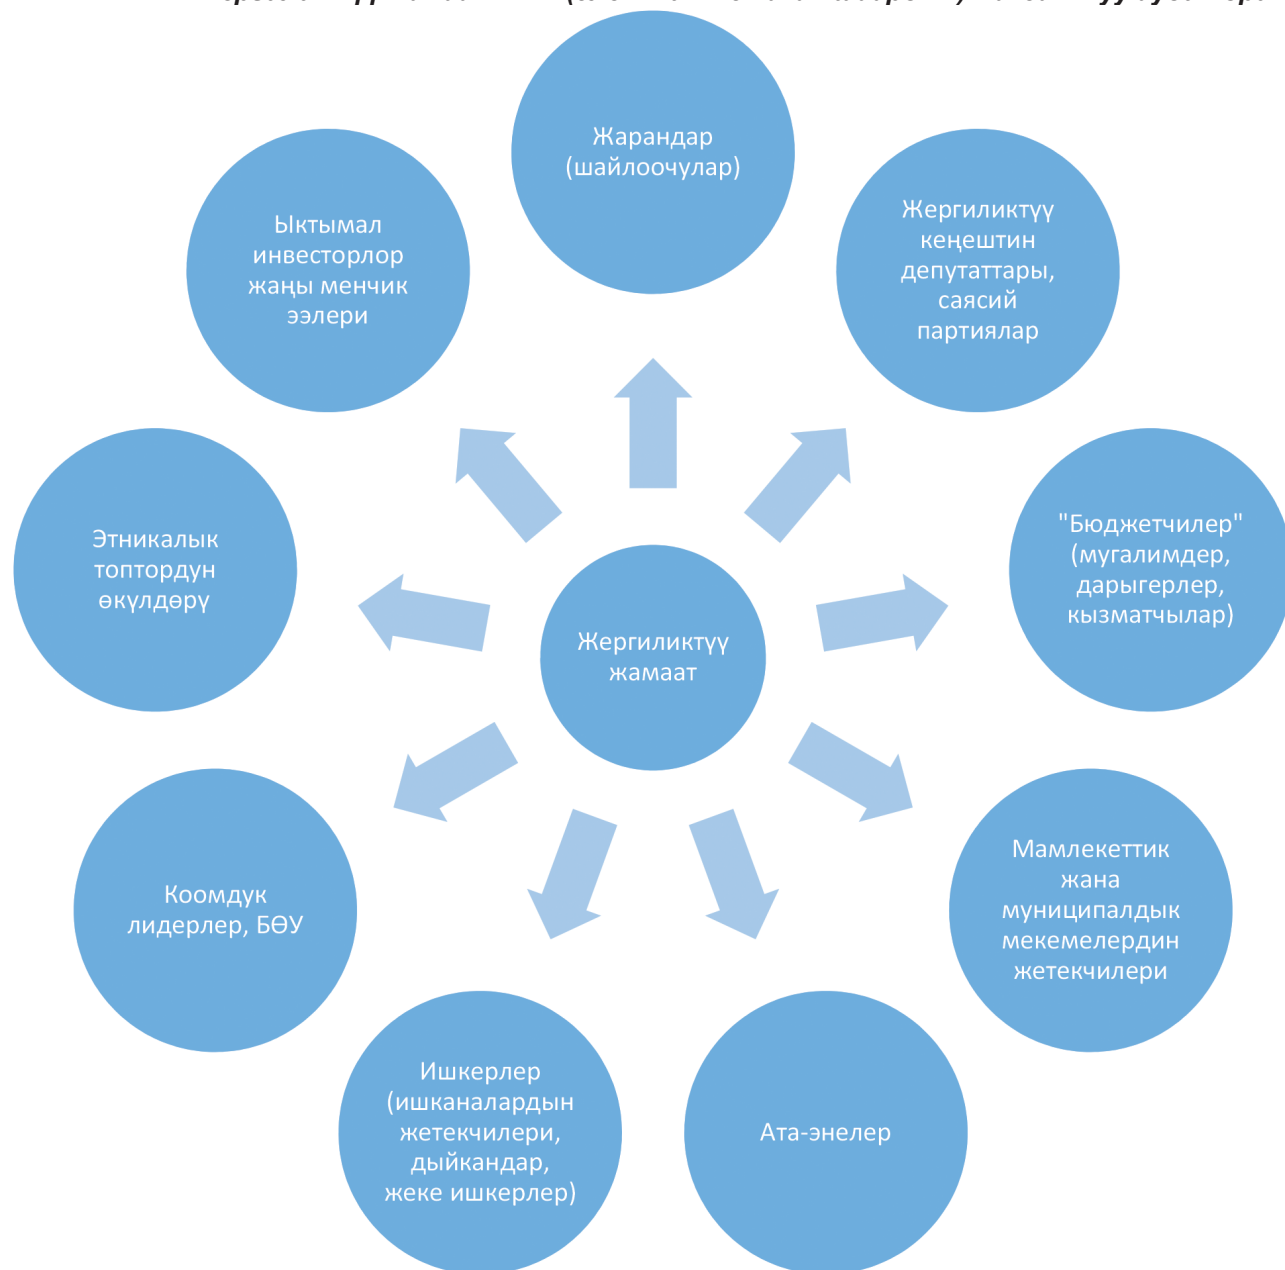 Жарандар
(шайлоочулар)
Жергиликтүү
кеңештин
депутаттары,
саясий
партиялар
"Бюджетчилер"
(мугалимдер,
дарыгерлер,
кызматчылар)
Мамлекеттик
жана
муниципалдык
мекемелердин
жетекчилери
Ата-энелер
Ишкерлер
(ишканалардын
жетекчилери,
дыйкандар,
жеке ишкерлер)
Коомдук
лидерлер, БӨУ
Этникалык
топтордун
өкүлдөрү
Ыктымал
инвесторлор
жаңы менчик
ээлери
Жергиликтүү
жамаат